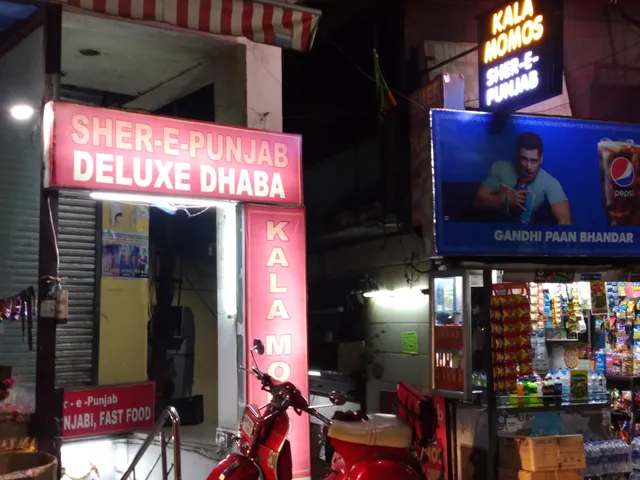 KALA
MOMOS
SHER-E-
PUNJAB
SHER-E-PUNJAB
DELUXE DHABA
KALA MO
r - e -Punjab
NJABI, FAST FOOD
pepsi
GANDHI PAAN BHANDAR